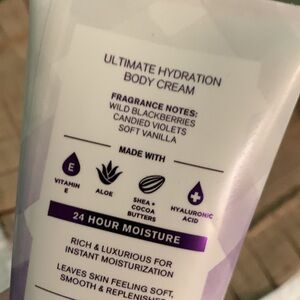 ULTIMATE HYDRATION
BODY CREAM
FRAGRANCE NOTES:
WILD BLACKBERRIES
CANDIED VIOLETS
SOFT VANILLA
MADE WITH
E
VITAMIN
E
ALOE
SHEA +
COCOA
BUTTERS
HYALURONIC
ACID
24 HOUR MOISTURE
RICH & LUXURIOUS FOR
INSTANT MOISTURIZATION
LEAVES SKIN FEELING SOFT,
SMOOTH & REPLENISHED